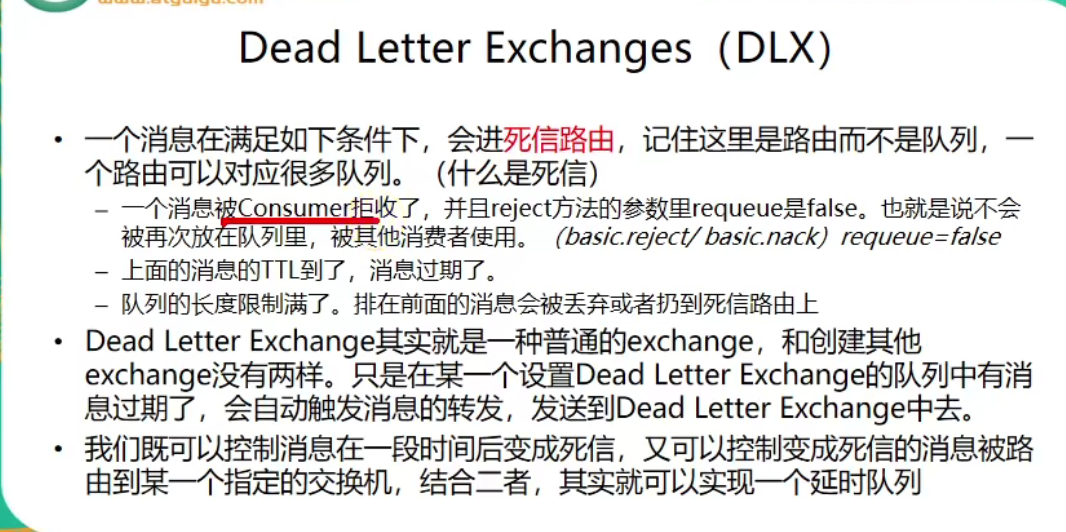 www.atguigu.com
Dead Letter Exchanges（DLX）
• 一个消息在满足如下条件下，会进死信路由，记住这里是路由而不是队列，一
个路由可以对应很多队列。（什么是死信）
– 一个消息被Consumer拒收了，并且reject方法的参数里requeue是false。也就是说不会
被再次放在队列里，被其他消费者使用。（basic.reject/ basic.nack）requeue=false
– 上面的消息的TTL到了，消息过期了。
– 队列的长度限制满了。排在前面的消息会被丢弃或者扔到死信路由上
• Dead Letter Exchange其实就是一种普通的exchange，和创建其他
exchange没有两样。只是在某一个设置Dead Letter Exchange的队列中有消
息过期了，会自动触发消息的转发，发送到Dead Letter Exchange中去。
• 我们既可以控制消息在一段时间后变成死信，又可以控制变成死信的消息被路
由到某一个指定的交换机，结合二者，其实就可以实现一个延时队列